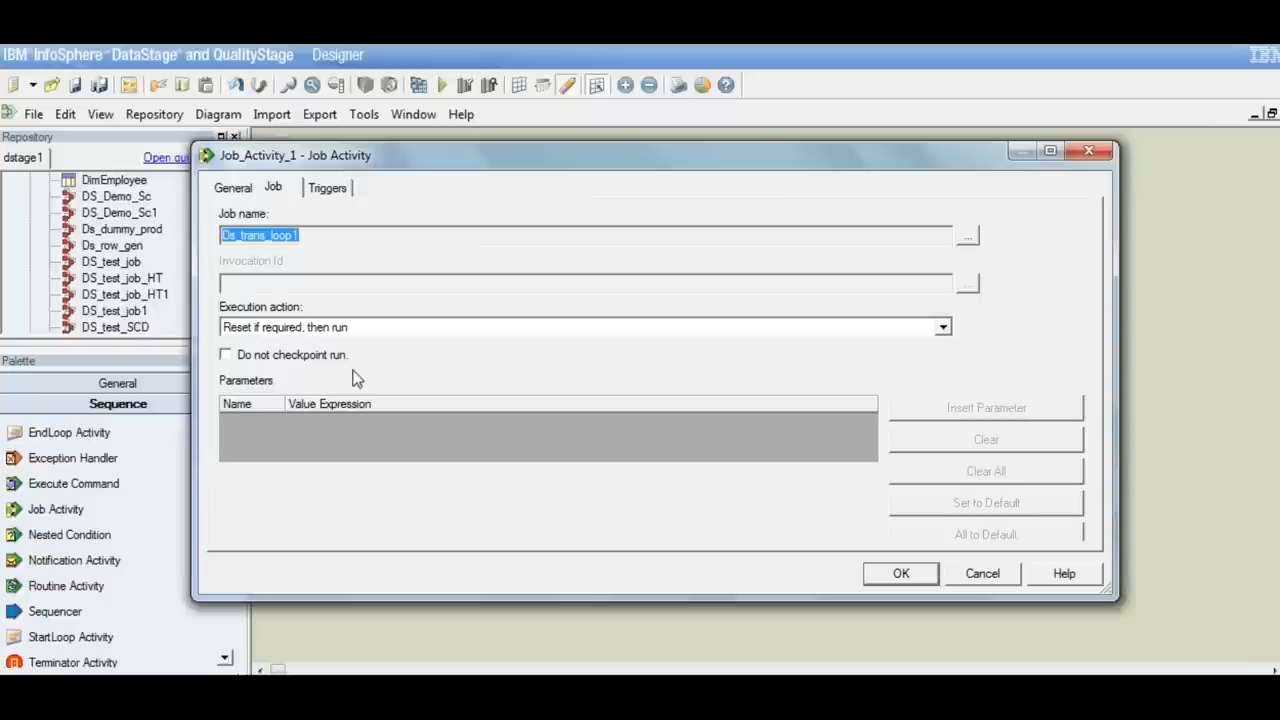 IBM InfoSphere DataStage and QualityStage Designer
File Edit View Repository Diagram Import Export Tools Window Help
Repository
dstage1
DimEmployee
DS_Demo_Sc
DS_Demo_Sc1
Ds_dummy_prod
Ds_row_gen
DS_test_job
DS_test_job_HT
DS_test_job_HT1
DS_test_job1
DS_test_SCD
Palette
General
Sequence
EndLoop Activity
Exception Handler
Execute Command
Job Activity
Nested Condition
Notification Activity
Routine Activity
Sequencer
StartLoop Activity
Terminator Activity
Job_Activity_1 - Job Activity
General Job Triggers
Job name:
Ds_trans_loop1
...
Invocation Id
...
Execution action:
Reset if required, then run
Do not checkpoint run.
Parameters
Name Value Expression
Insert Parameter
Clear
Clear All
Set to Default
All to Default
OK Cancel Help